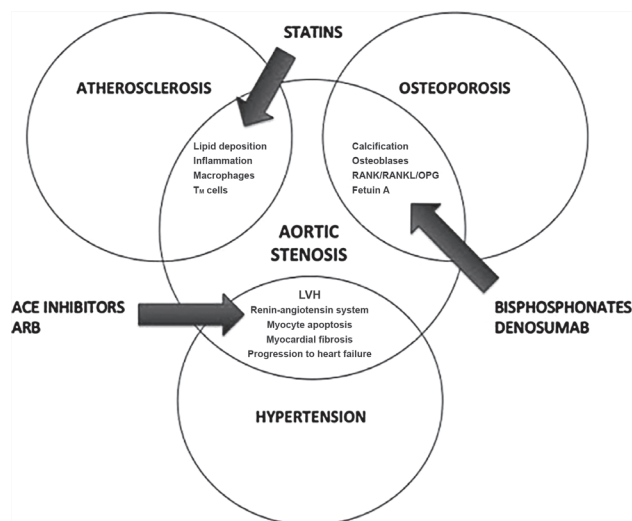 STATINS
ATHEROSCLEROSIS
OSTEOPOROSIS
Lipid deposition
Inflammation
Macrophages
TM cells
Calcification
Osteoblases
RANK/RANKL/OPG
Fetuin A
AORTIC
STENOSIS
ACE INHIBITORS
ARB
LVH
Renin-angiotensin system
Myocyte apoptosis
Myocardial fibrosis
Progression to heart failure
BISPHOSPHONATES
DENOSUMAB
HYPERTENSION